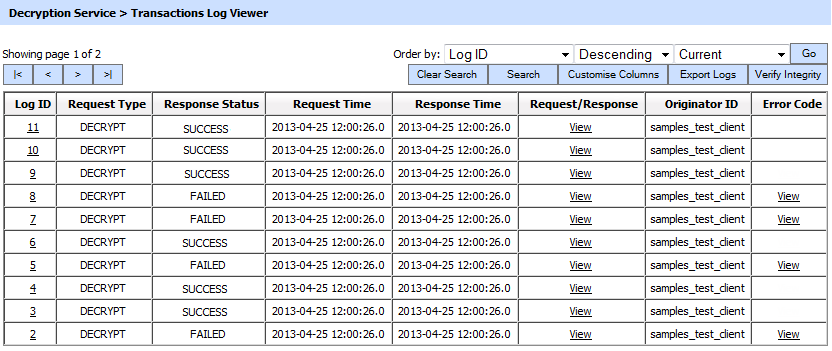 Decryption Service > Transactions Log Viewer
Showing page 1 of 2 Order by: Log ID Descending Current Go
|< < > >| Clear Search Search Customise Columns Export Logs Verify Integrity
Log ID Request Type Response Status Request Time Response Time Request/Response Originator ID Error Code
11 DECRYPT SUCCESS 2013-04-25 12:00:26.0 2013-04-25 12:00:26.0 View samples_test_client
10 DECRYPT SUCCESS 2013-04-25 12:00:26.0 2013-04-25 12:00:26.0 View samples_test_client
9 DECRYPT SUCCESS 2013-04-25 12:00:26.0 2013-04-25 12:00:26.0 View samples_test_client
8 DECRYPT FAILED 2013-04-25 12:00:26.0 2013-04-25 12:00:26.0 View samples_test_client View
7 DECRYPT FAILED 2013-04-25 12:00:26.0 2013-04-25 12:00:26.0 View samples_test_client View
6 DECRYPT SUCCESS 2013-04-25 12:00:26.0 2013-04-25 12:00:26.0 View samples_test_client
5 DECRYPT FAILED 2013-04-25 12:00:26.0 2013-04-25 12:00:26.0 View samples_test_client View
4 DECRYPT SUCCESS 2013-04-25 12:00:26.0 2013-04-25 12:00:26.0 View samples_test_client
3 DECRYPT SUCCESS 2013-04-25 12:00:26.0 2013-04-25 12:00:26.0 View samples_test_client
2 DECRYPT FAILED 2013-04-25 12:00:26.0 2013-04-25 12:00:26.0 View samples_test_client View